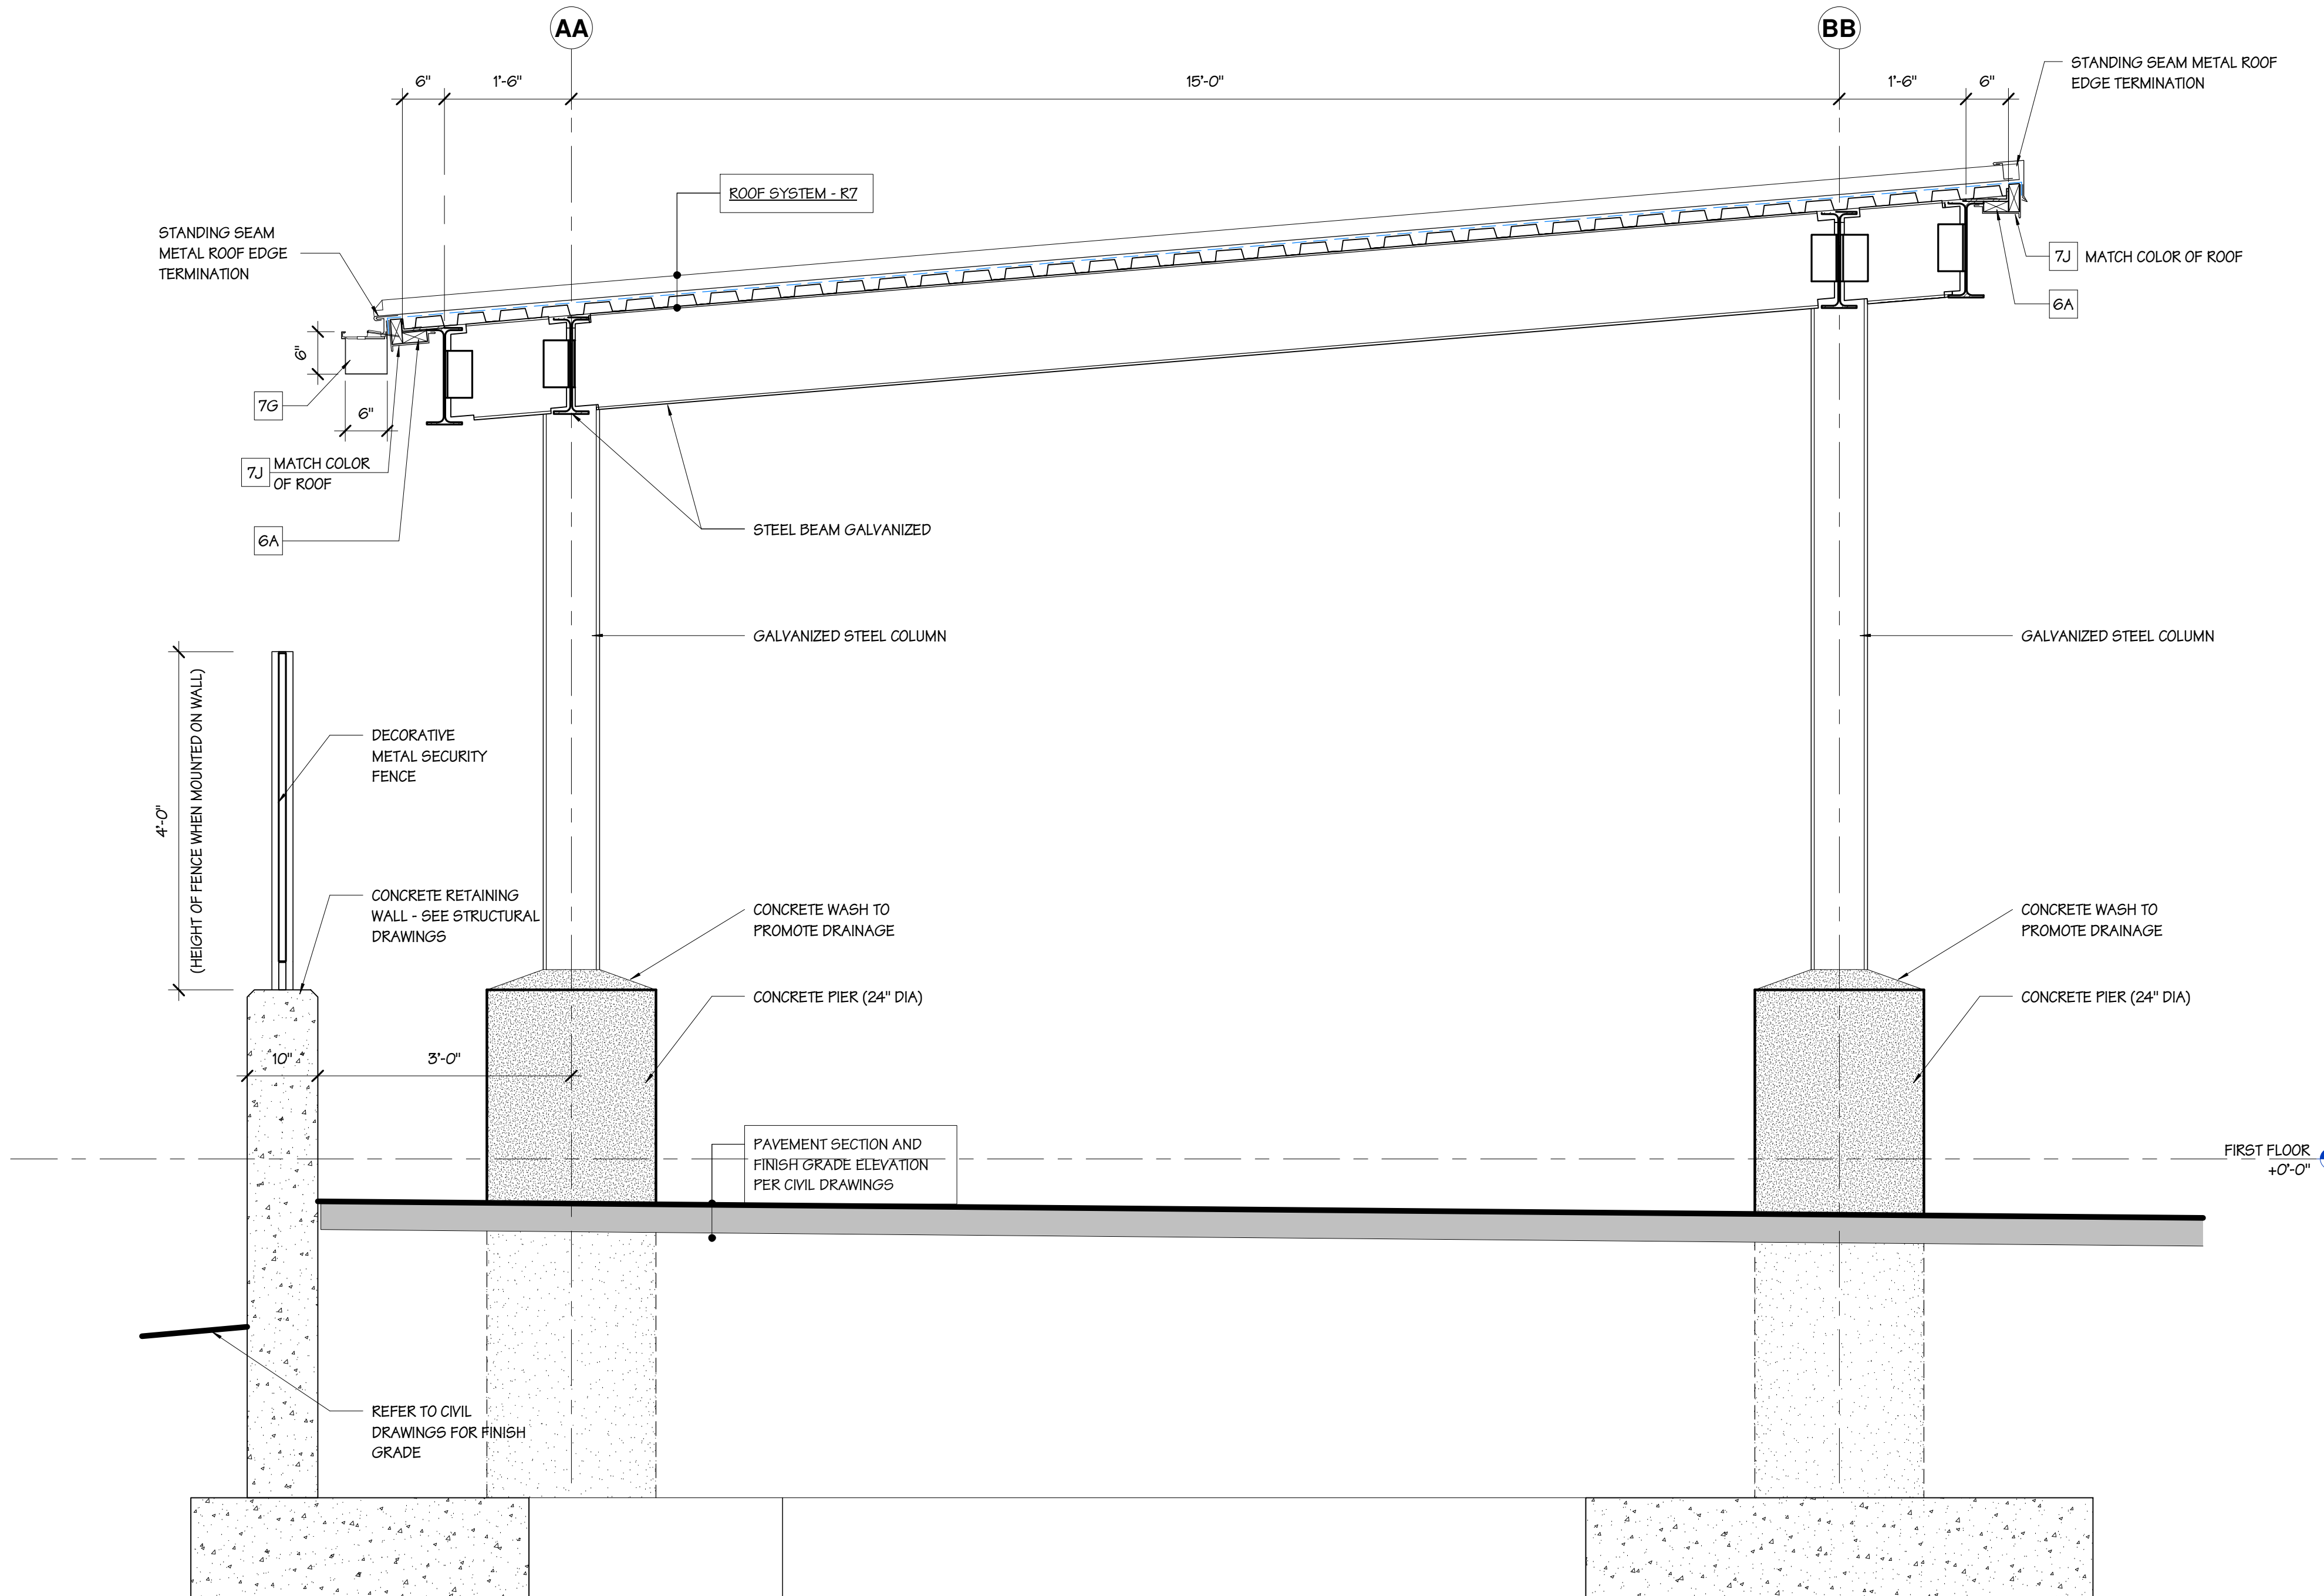 AA
BB
6"
1'-6"
15'-0"
1'-6"
6"
STANDING SEAM METAL ROOF
EDGE TERMINATION
ROOF SYSTEM - R7
STANDING SEAM
METAL ROOF EDGE
TERMINATION
7J
MATCH COLOR OF ROOF
6A
6"
7G
6"
7J
MATCH COLOR
OF ROOF
6A
STEEL BEAM GALVANIZED
GALVANIZED STEEL COLUMN
GALVANIZED STEEL COLUMN
4'-0"
(HEIGHT OF FENCE WHEN MOUNTED ON WALL)
DECORATIVE
METAL SECURITY
FENCE
CONCRETE RETAINING
WALL - SEE STRUCTURAL
DRAWINGS
CONCRETE WASH TO
PROMOTE DRAINAGE
CONCRETE WASH TO
PROMOTE DRAINAGE
CONCRETE PIER (24" DIA)
CONCRETE PIER (24" DIA)
10"
3'-0"
PAVEMENT SECTION AND
FINISH GRADE ELEVATION
PER CIVIL DRAWINGS
FIRST FLOOR
+0'-0"
REFER TO CIVIL
DRAWINGS FOR FINISH
GRADE